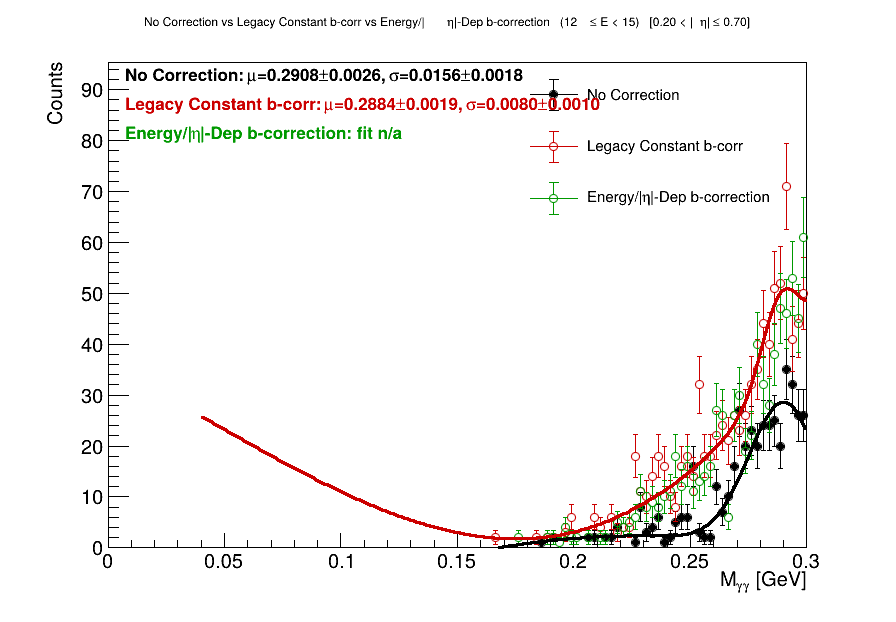 No Correction vs Legacy Constant b-corr vs Energy/| η|-Dep b-correction (12 ≤ E < 15) [0.20 < | η| ≤ 0.70]
No Correction: μ=0.2908±0.0026, σ=0.0156±0.0018
Legacy Constant b-corr: μ=0.2884±0.0019, σ=0.0080±0.0010
Energy/|η|-Dep b-correction: fit n/a
No Correction
Legacy Constant b-corr
Energy/|η|-Dep b-correction
Counts
90
80
70
60
50
40
30
20
10
0
0 0.05 0.1 0.15 0.2 0.25 0.3
Mγγ [GeV]